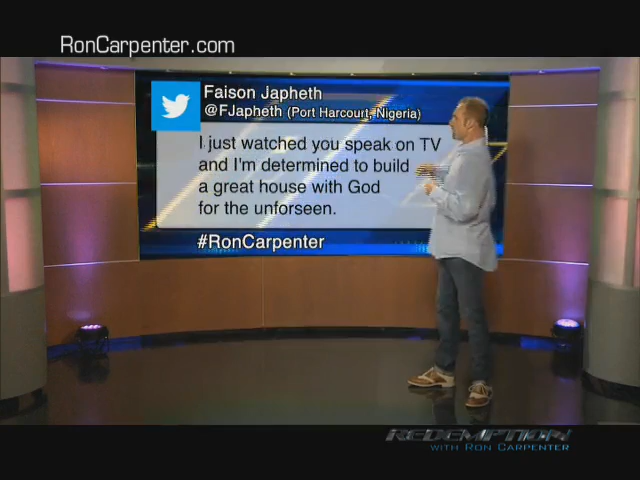 RonCarpenter.com
Faison Japheth
@FJapheth (Port Harcourt, Nigeria)
I just watched you speak on TV
and I'm determined to build
a great house with God
for the unforseen.
#RonCarpenter
REDEMPTION
WITH RON CARPENTER